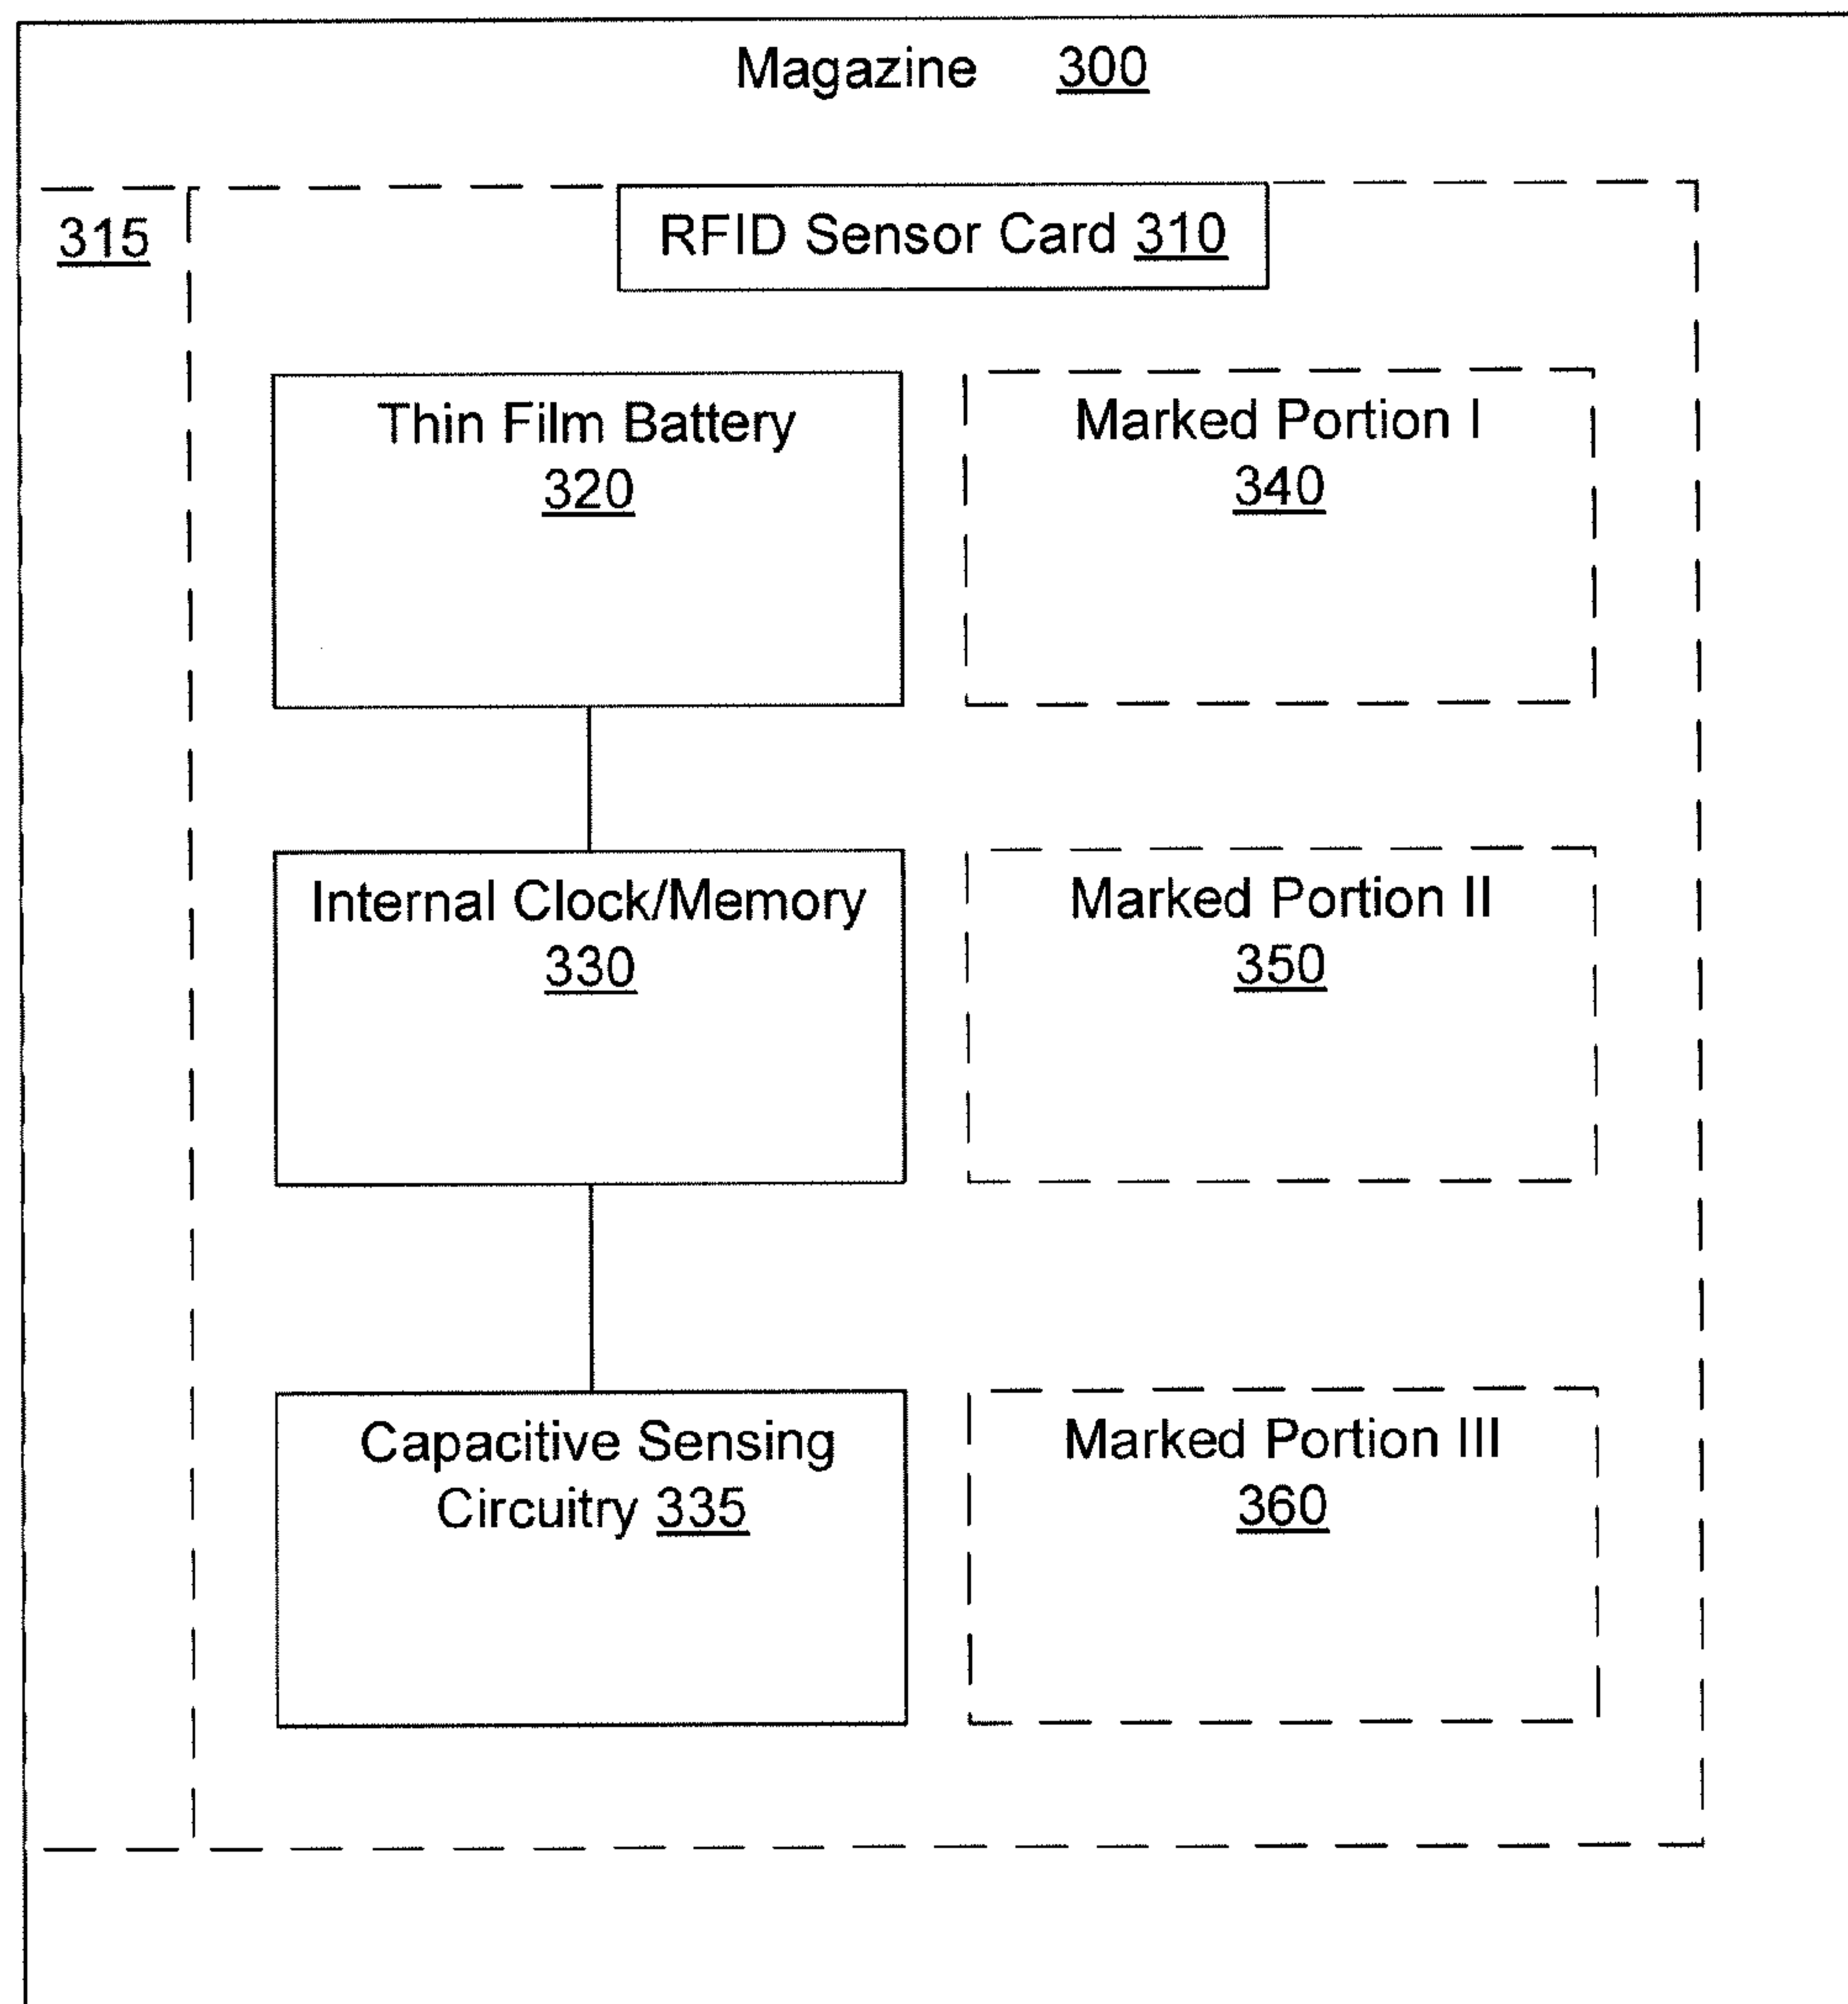 Magazine 300
315
RFID Sensor Card 310
Thin Film Battery
320
Marked Portion I
340
Internal Clock/Memory
330
Marked Portion II
350
Capacitive Sensing
Circuitry 335
Marked Portion III
360